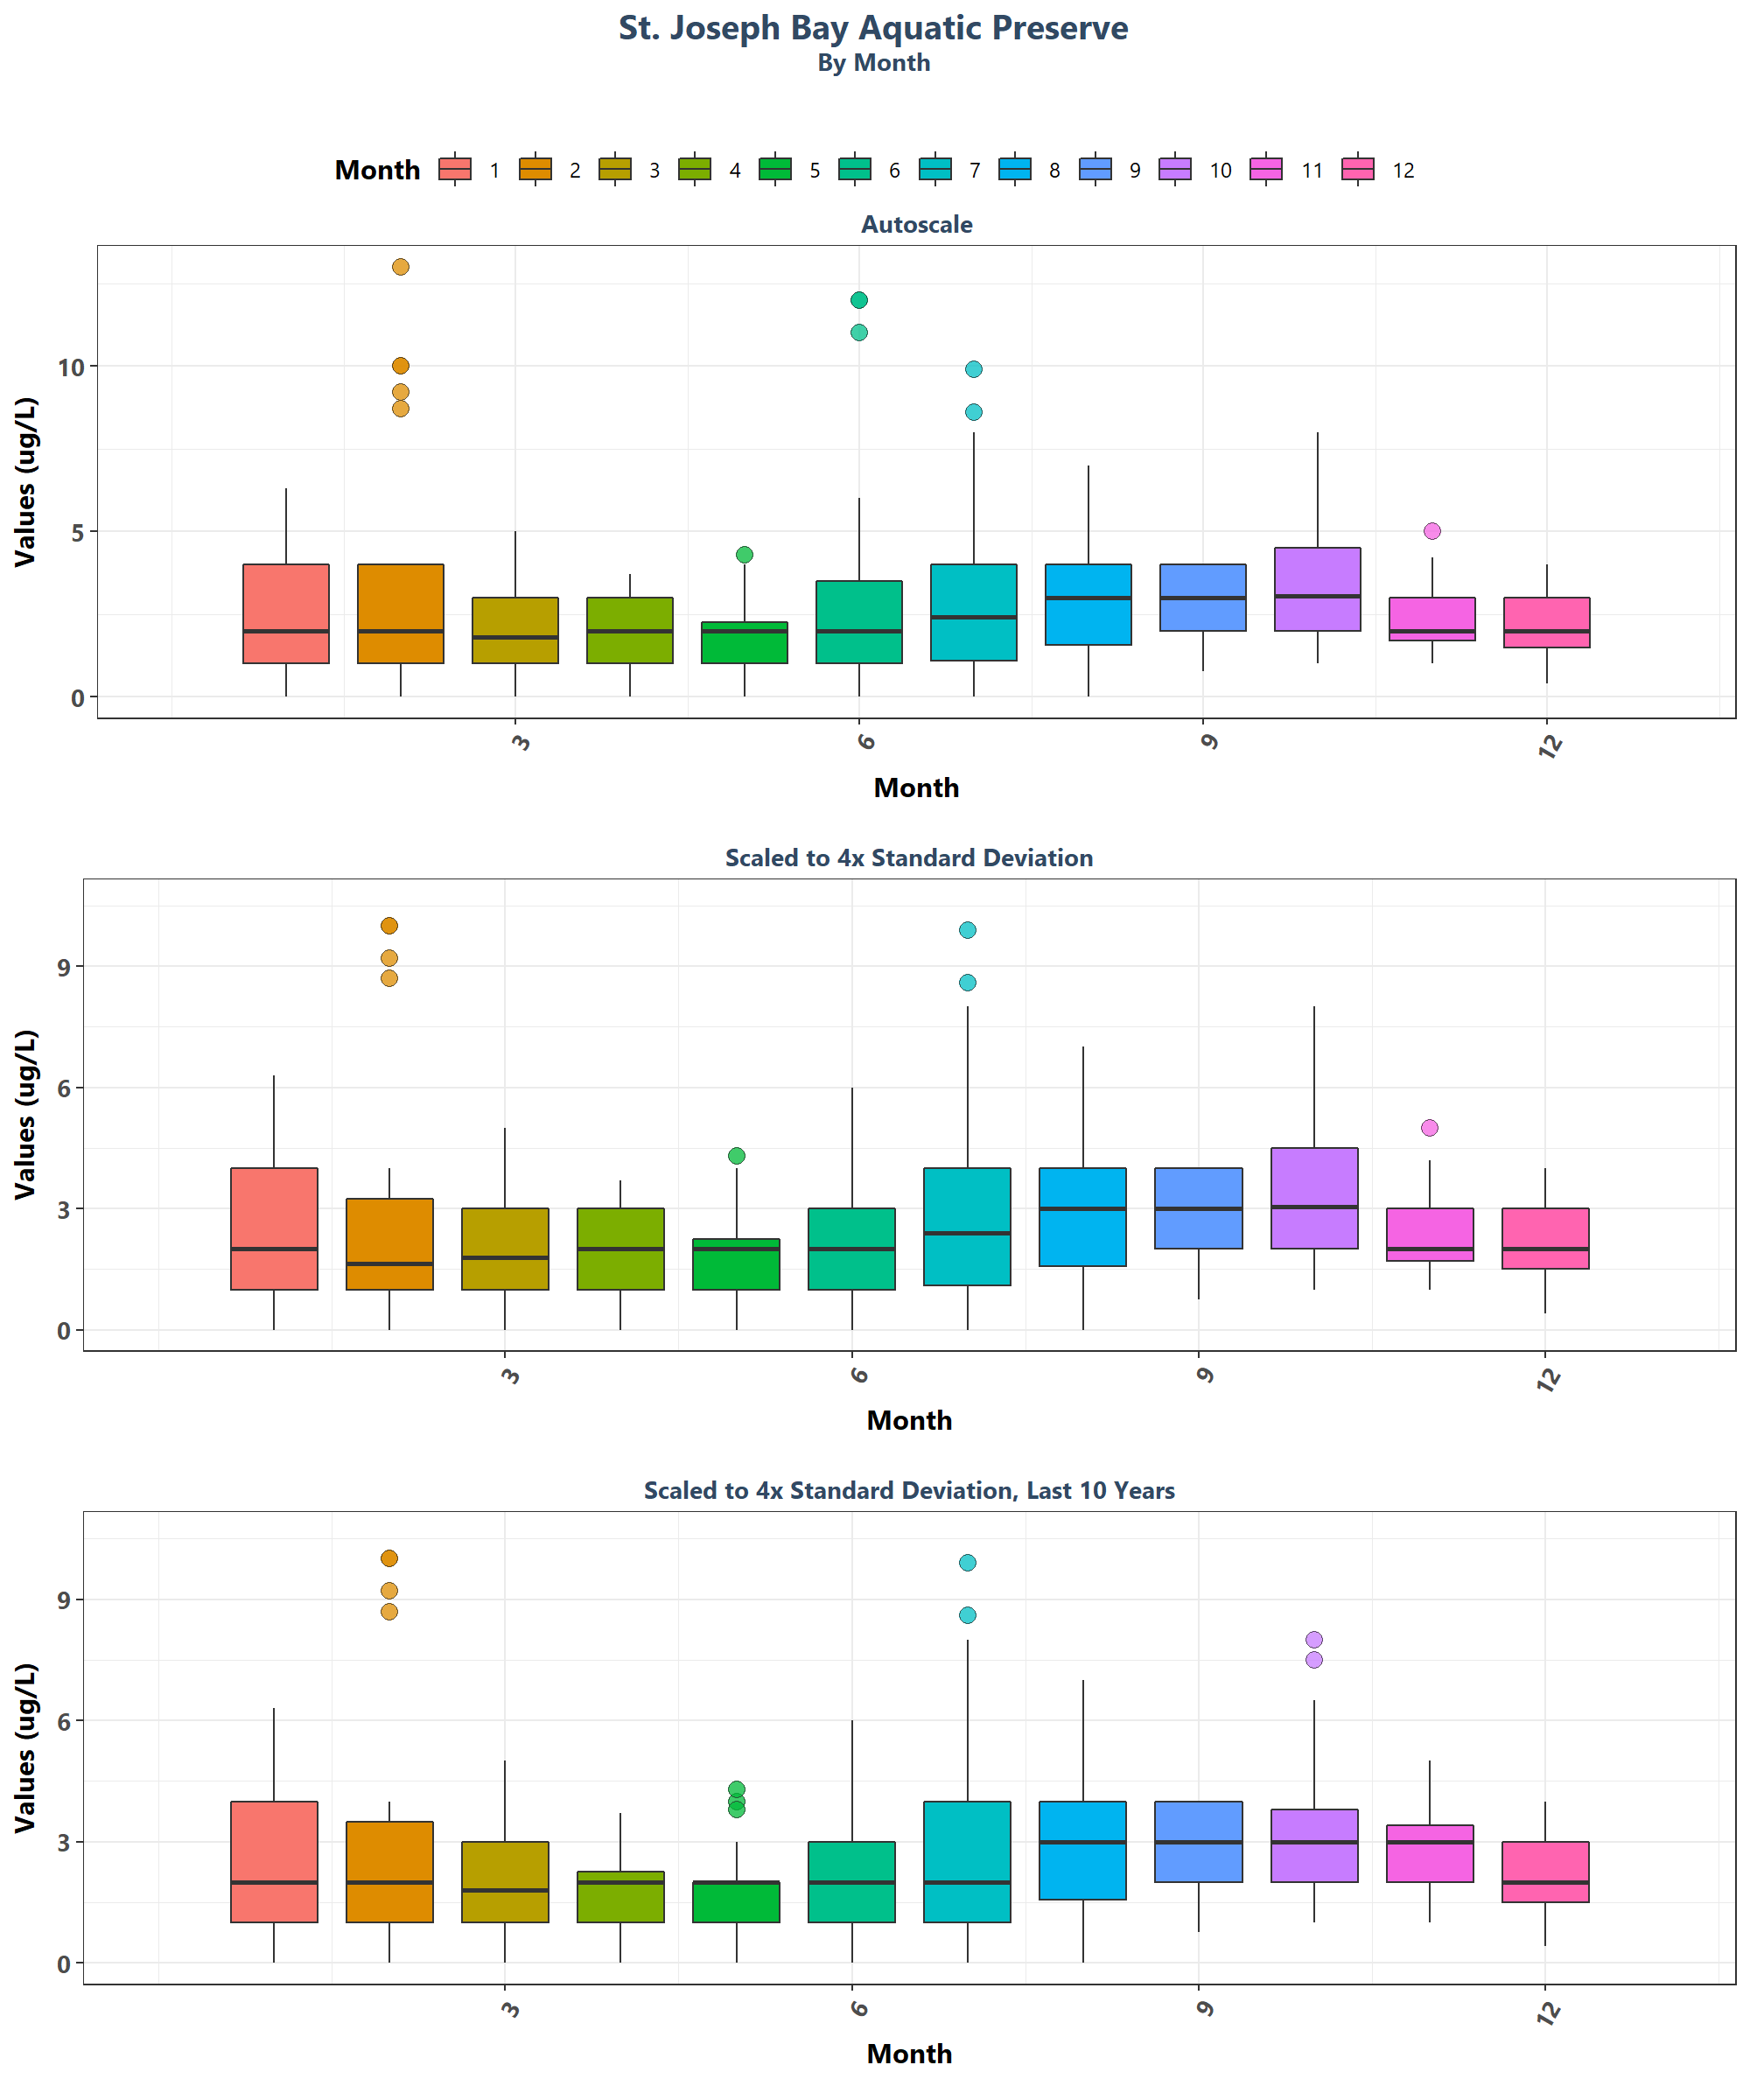 St. Joseph Bay Aquatic Preserve
By Month
Month 1 2 3 4 5 6 7 8 9 10 11 12
Autoscale
Values (ug/L)
10
5
0
3 6 9 12
Month
Scaled to 4x Standard Deviation
Values (ug/L)
9
6
3
0
3 6 9 12
Month
Scaled to 4x Standard Deviation, Last 10 Years
Values (ug/L)
9
6
3
0
3 6 9 12
Month